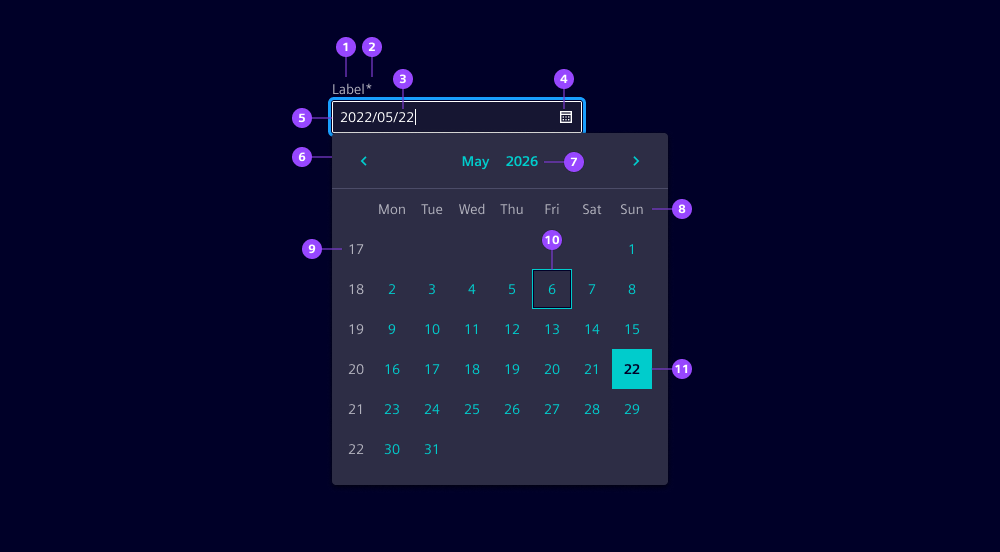 1 2
3 4
Label*
5 2022/05/22
6 May 2026 7
Mon Tue Wed Thu Fri Sat Sun 8
10
9 17 1
18 2 3 4 5 6 7 8
19 9 10 11 12 13 14 15
20 16 17 18 19 20 21 22 11
21 23 24 25 26 27 28 29
22 30 31